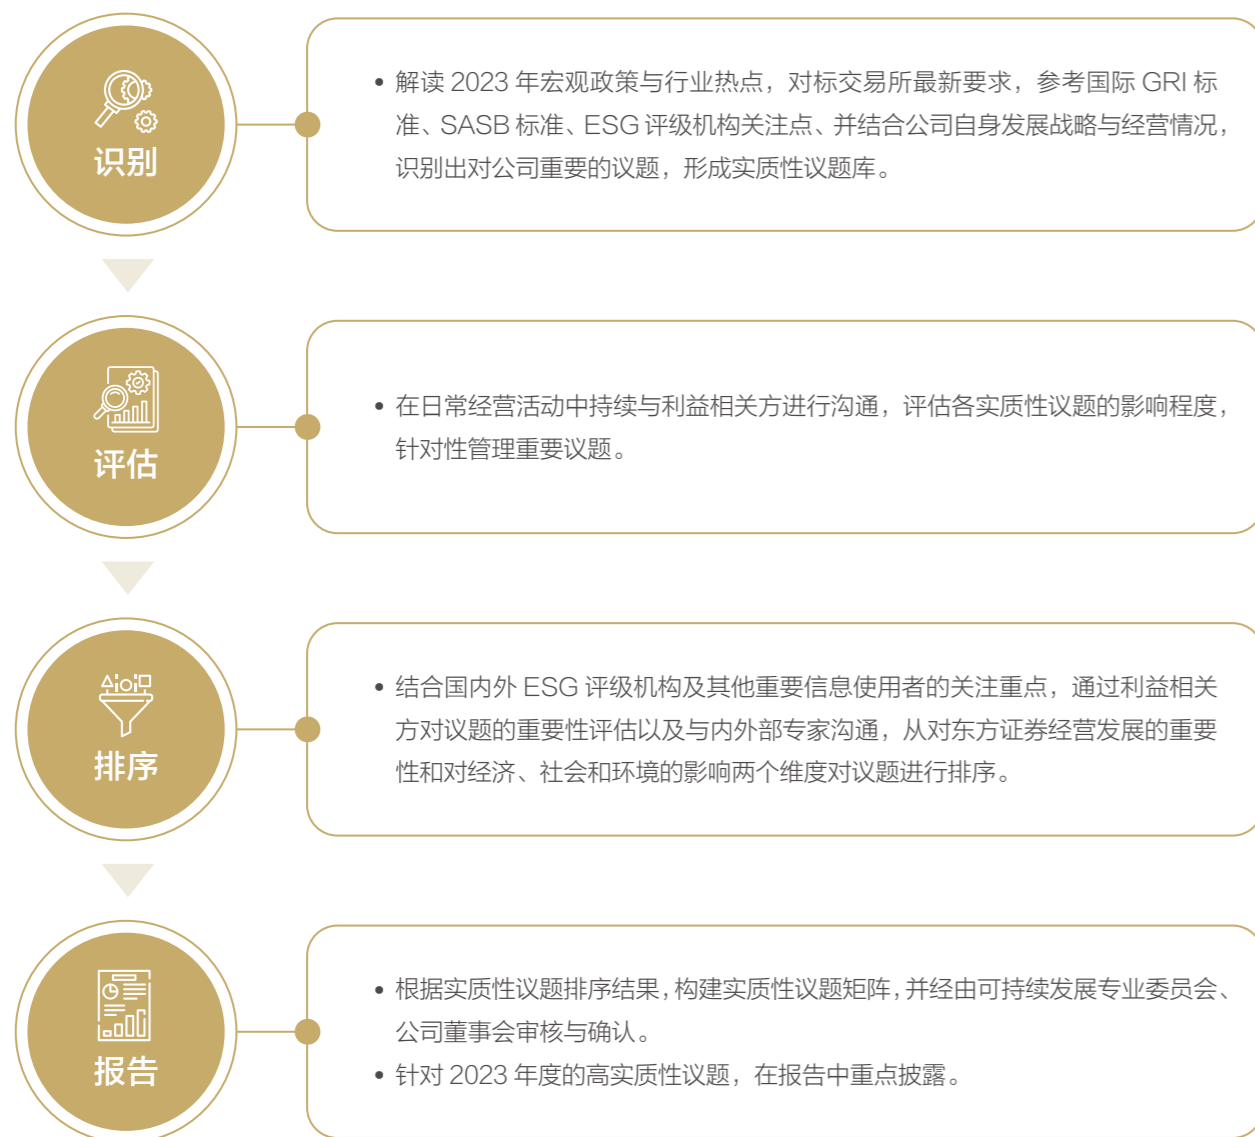 识别
• 解读 2023 年宏观政策与行业热点，对标交易所最新要求，参考国际 GRI 标
准、SASB 标准、ESG 评级机构关注点、并结合公司自身发展战略与经营情况，
识别出对公司重要的议题，形成实质性议题库。
评估
• 在日常经营活动中持续与利益相关方进行沟通，评估各实质性议题的影响程度，
针对性管理重要议题。
排序
• 结合国内外 ESG 评级机构及其他重要信息使用者的关注重点，通过利益相关
方对议题的重要性评估以及与内外部专家沟通，从对东方证券经营发展的重要
性和对经济、社会和环境的影响两个维度对议题进行排序。
报告
• 根据实质性议题排序结果，构建实质性议题矩阵，并经由可持续发展专业委员会、
公司董事会审核与确认。
• 针对 2023 年度的高实质性议题，在报告中重点披露。